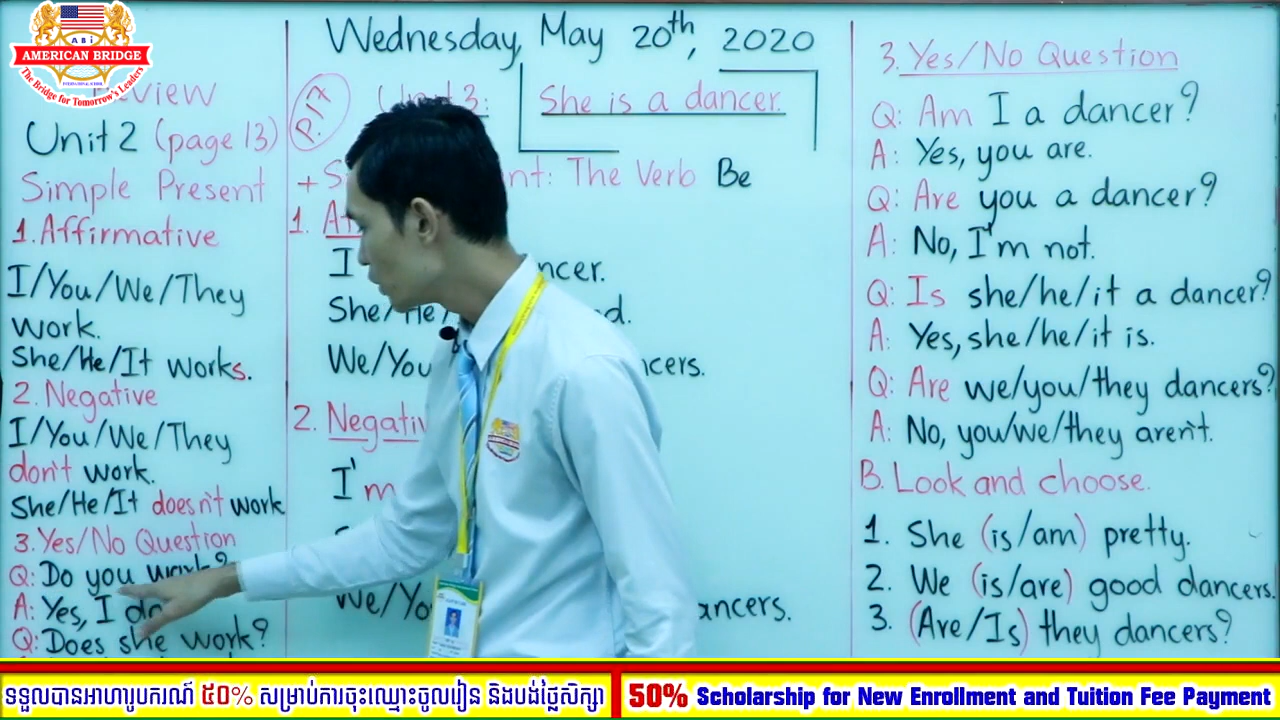 ABi
AMERICAN BRIDGE
The Bridge for Tomorrow's Leaders
Review
Unit 2 (page 13)
Simple Present
1. Affirmative
I/You/We/They
work.
She/He/It works.
2. Negative
I/You/We/They
don't work.
She/He/It doesn't work
3. Yes/No Question
Q: Do you work?
A: Yes, I do
Q: Does she work?
Wednesday, May 20th, 2020
P.17
3: She is a dancer.
The Verb Be
1.
I
She/He
We/You
2. Negative
I'm
We/You
3. Yes/No Question
Q: Am I a dancer?
A: Yes, you are.
Q: Are you a dancer?
A: No, I'm not.
Q: Is she/he/it a dancer?
A: Yes, she/he/it is.
Q: Are we/you/they dancers?
A: No, you/we/they aren't.
B. Look and choose.
1. She (is/am) pretty.
2. We (is/are) good dancers.
3. (Are/Is) they dancers?
ទទួលបានអាហារូបករណ៍ ៥០% សម្រាប់ការចុះឈ្មោះចូលរៀន និងបង់ថ្លៃសិក្សា
50% Scholarship for New Enrollment and Tuition Fee Payment